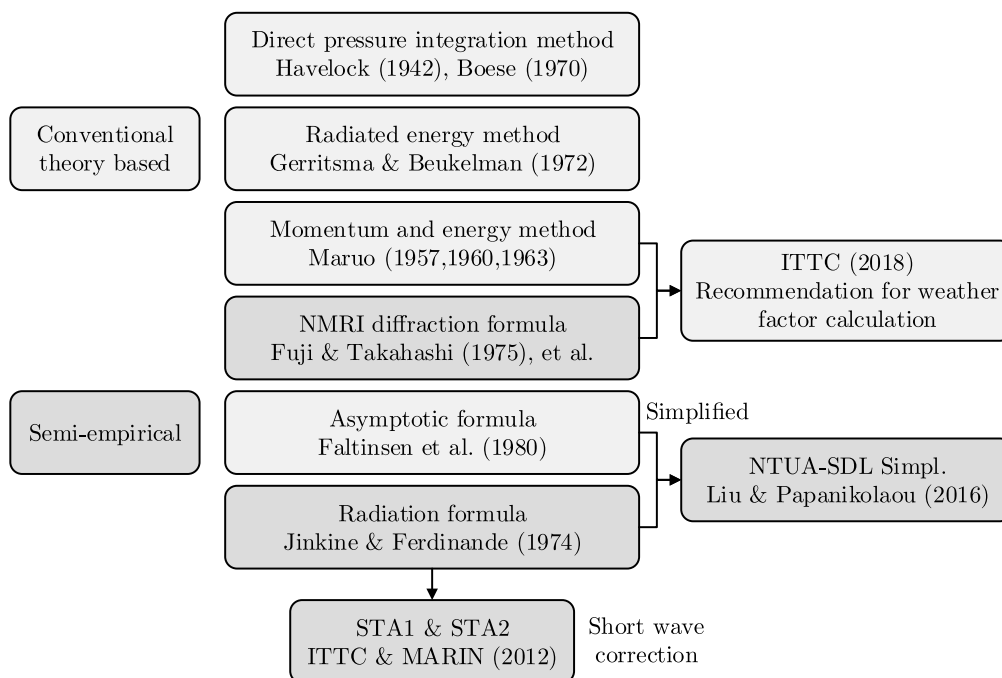 Direct pressure integration method
Havelock (1942), Boese (1970)
Conventional
theory based
Radiated energy method
Gerritsma & Beukelman (1972)
Momentum and energy method
Maruo (1957,1960,1963)
ITTC (2018)
Recommendation for weather
factor calculation
NMRI diffraction formula
Fuji & Takahashi (1975), et al.
Semi-empirical
Asymptotic formula
Faltinsen et al. (1980)
Simplified
NTUA-SDL Simpl.
Liu & Papanikolaou (2016)
Radiation formula
Jinkine & Ferdinande (1974)
STA1 & STA2
ITTC & MARIN (2012)
Short wave
correction